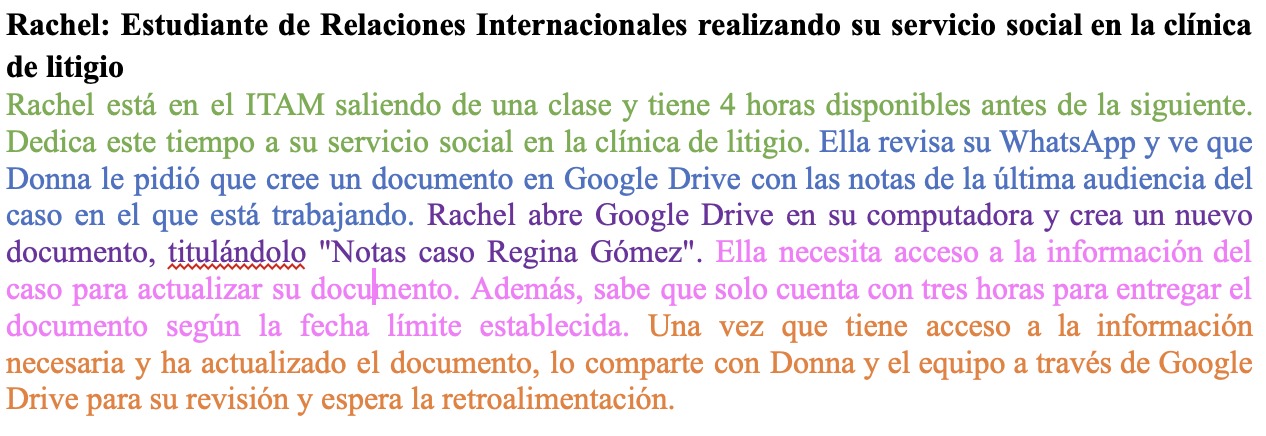 Rachel: Estudiante de Relaciones Internacionales realizando su servicio social en la clínica
de litigio
Rachel está en el ITAM saliendo de una clase y tiene 4 horas disponibles antes de la siguiente.
Dedica este tiempo a su servicio social en la clínica de litigio. Ella revisa su WhatsApp y ve que
Donna le pidió que cree un documento en Google Drive con las notas de la última audiencia del
caso en el que está trabajando. Rachel abre Google Drive en su computadora y crea un nuevo
documento, titulándolo "Notas caso Regina Gómez". Ella necesita acceso a la información del
caso para actualizar su documento. Además, sabe que solo cuenta con tres horas para entregar el
documento según la fecha límite establecida. Una vez que tiene acceso a la información
necesaria y ha actualizado el documento, lo comparte con Donna y el equipo a través de Google
Drive para su revisión y espera la retroalimentación.